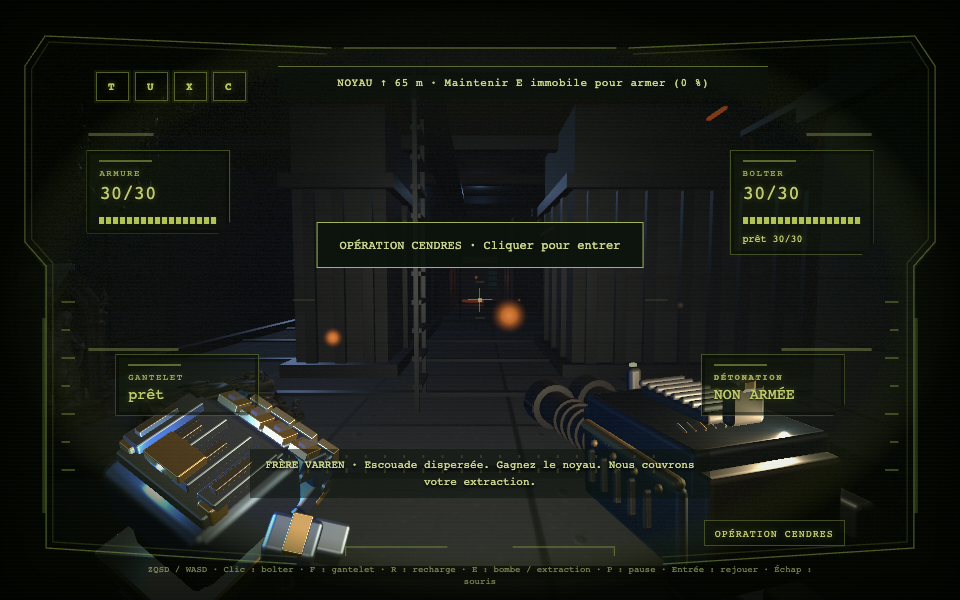 T U X C
NOYAU ↑ 65 m · Maintenir E immobile pour armer (0 %)
ARMURE
30/30
BOLTER
30/30
prêt 30/30
OPÉRATION CENDRES · Cliquer pour entrer
GANTELET
prêt
DÉTONATION
NON ARMÉE
FRÈRE VARREN · Escouade dispersée. Gagnez le noyau. Nous couvrons
votre extraction.
OPÉRATION CENDRES
ZQSD / WASD · Clic : bolter · F : gantelet · R : recharge · E : bombe / extraction · P : pause · Entrée : rejouer · Échap :
souris